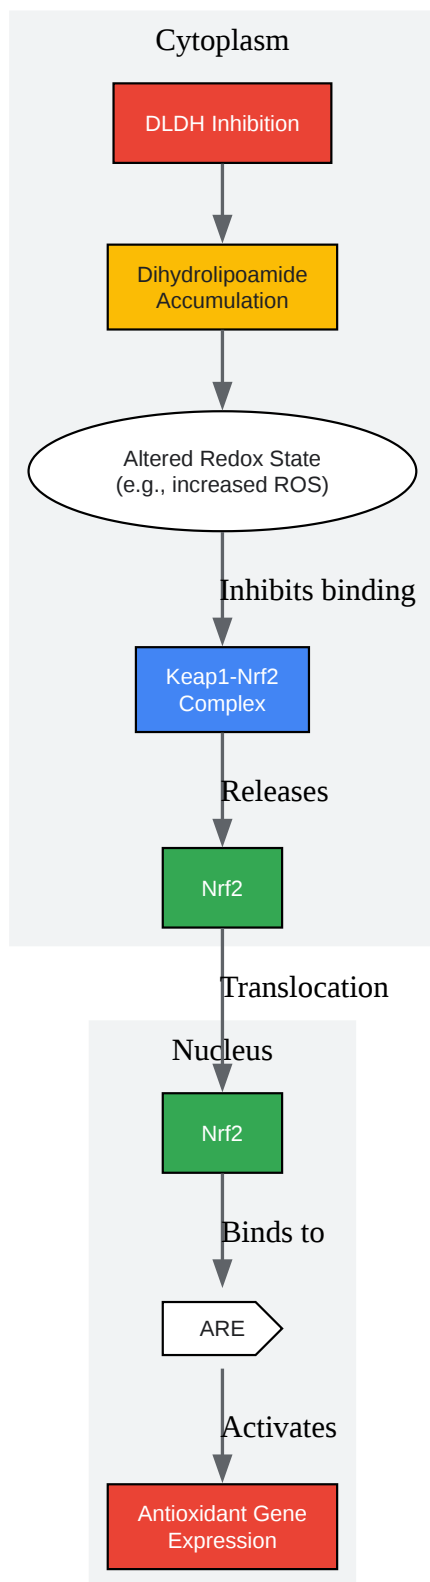 Cytoplasm
DLDH Inhibition
Dihydrolipoamide
Accumulation
Altered Redox State
(e.g., increased ROS)
Inhibits binding
Keap1-Nrf2
Complex
Releases
Nrf2
Translocation
Nucleus
Nrf2
Binds to
ARE
Activates
Antioxidant Gene
Expression